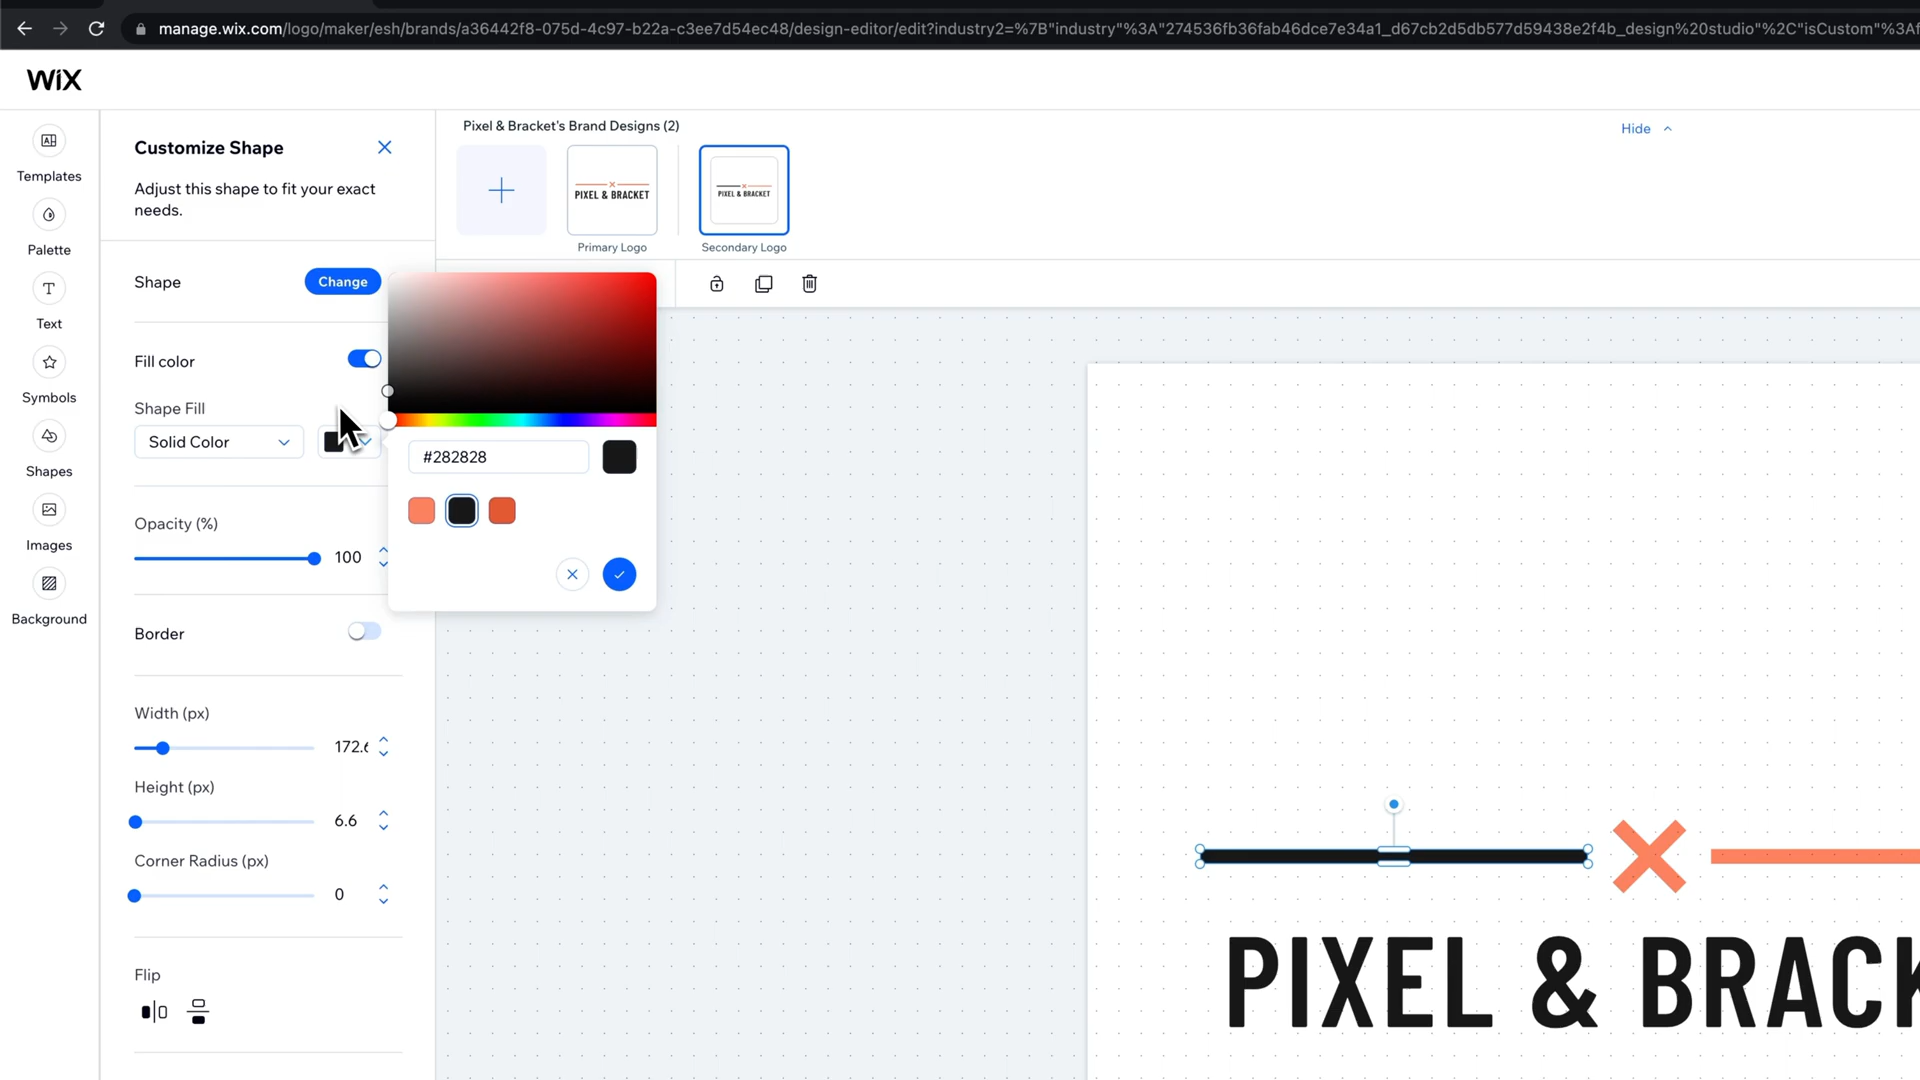 manage.wix.com/logo/maker/esh/brands/a36442f8-075d-4c97-b22a-c3ee7d54ec48/design-editor/edit?industry2=%7B"industry"%3A"274536fb36fab46dce7e34a1_d67cb2d5db577d59438e2f4b_design%20studio"%2C"isCustom"%3Af
WiX
Templates
Palette
Text
Symbols
Shapes
Images
Background
Customize Shape
Adjust this shape to fit your exact
needs.
Shape
Change
Fill color
Shape Fill
Solid Color
Opacity (%)
100
Border
Width (px)
172.6
Height (px)
6.6
Corner Radius (px)
0
Flip
#282828
Pixel & Bracket's Brand Designs (2)
Hide
PIXEL & BRACKET
Primary Logo
PIXEL & BRACKET
Secondary Logo
PIXEL & BRACK